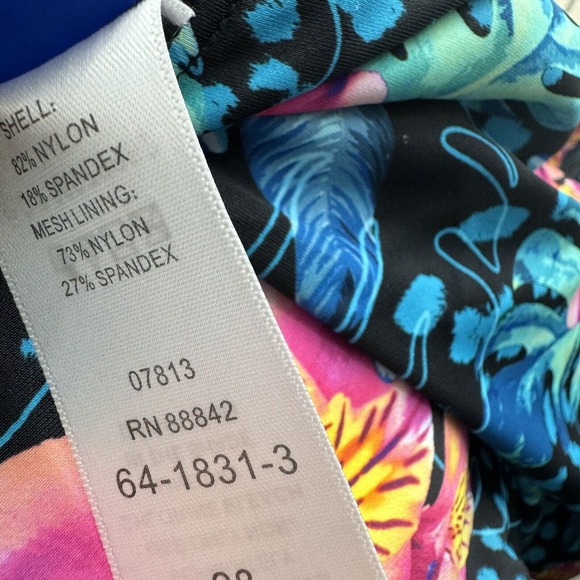 SHELL:
82% NYLON
18% SPANDEX
MESH LINING:
73% NYLON
27% SPANDEX
07813
RN 88842
64-1831-3